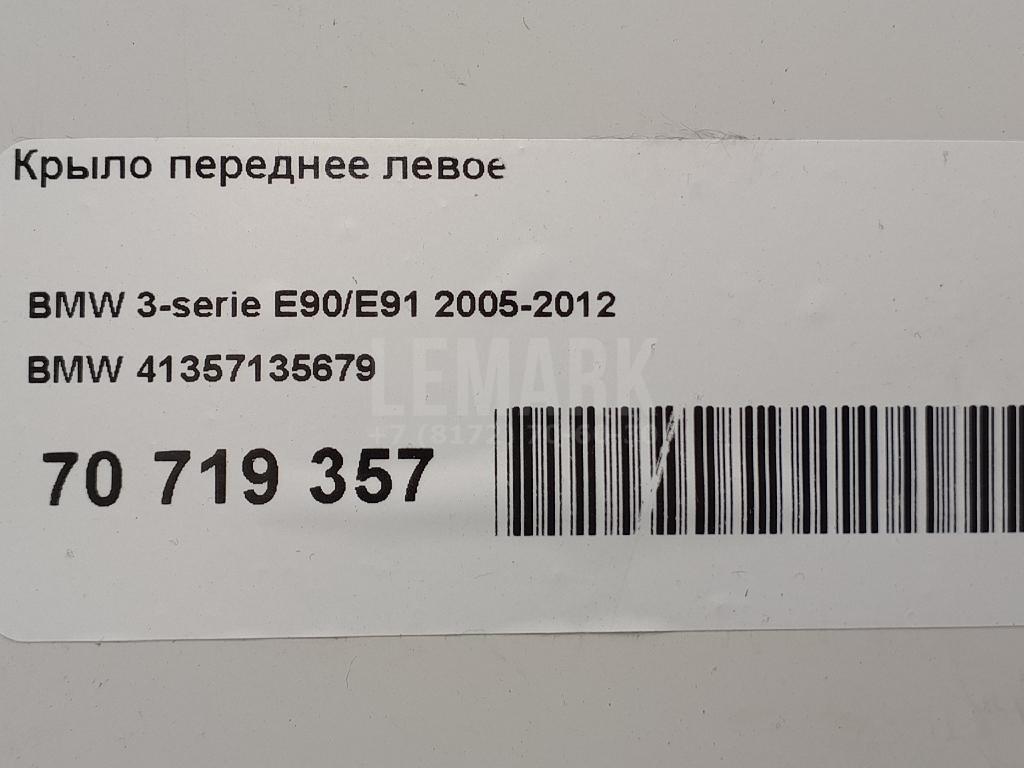 Крыло переднее левое
BMW 3-serie E90/E91 2005-2012
BMW 41357135679
LEMARK
70 719 357